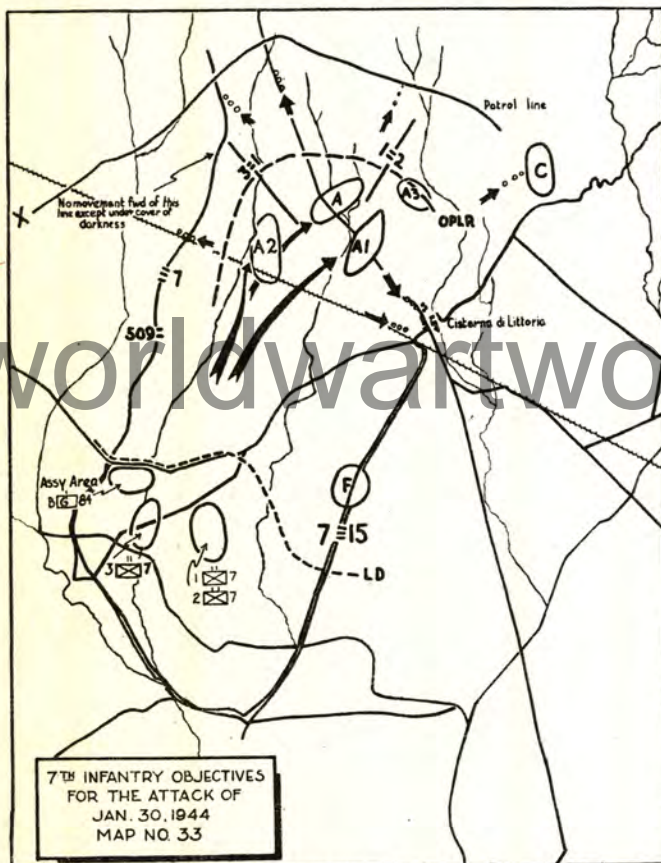 Patrol line
C
No movement fwd of this
line except under cover of
darkness
X
3
1
1
2
A
A3
OPLR
A2
A1
7
509
Cisterna di Littoria
worldwartwo
Assy Area
B G 84
F
7 15
3 7
1 7
2 7
LD
7TH INFANTRY OBJECTIVES
FOR THE ATTACK OF
JAN. 30, 1944
MAP NO. 33